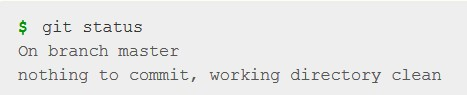 $ git status
On branch master
nothing to commit, working directory clean